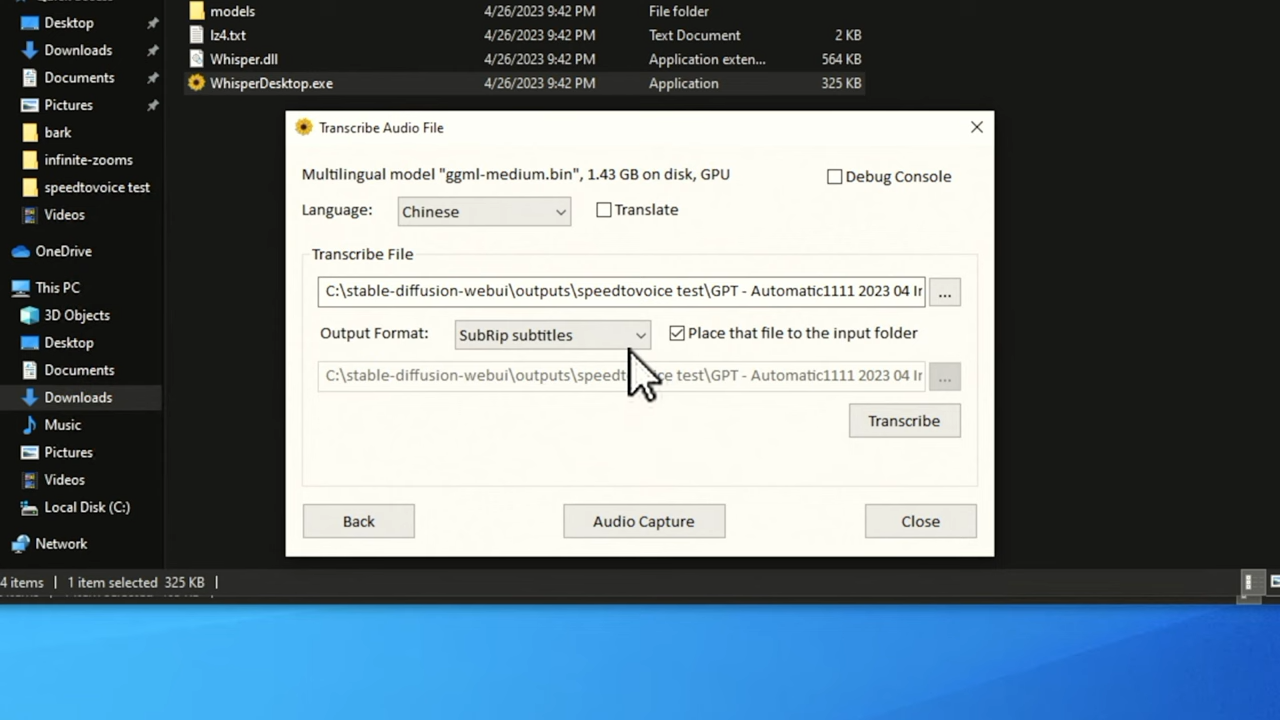 Desktop
Downloads
Documents
Pictures
bark
infinite-zooms
speedtovoice test
Videos
OneDrive
This PC
3D Objects
Desktop
Documents
Downloads
Music
Pictures
Videos
Local Disk (C:)
Network
models 4/26/2023 9:42 PM File folder
lz4.txt 4/26/2023 9:42 PM Text Document 2 KB
Whisper.dll 4/26/2023 9:42 PM Application exten... 564 KB
WhisperDesktop.exe 4/26/2023 9:42 PM Application 325 KB
Transcribe Audio File
Multilingual model "ggml-medium.bin", 1.43 GB on disk, GPU
Debug Console
Language: Chinese Translate
Transcribe File
C:\stable-diffusion-webui\outputs\speedtovoice test\GPT - Automatic1111 2023 04 Ir ...
Output Format: SubRip subtitles Place that file to the input folder
C:\stable-diffusion-webui\outputs\speedt ce test\GPT - Automatic1111 2023 04 Ir ...
Transcribe
Back Audio Capture Close
4 items 1 item selected 325 KB